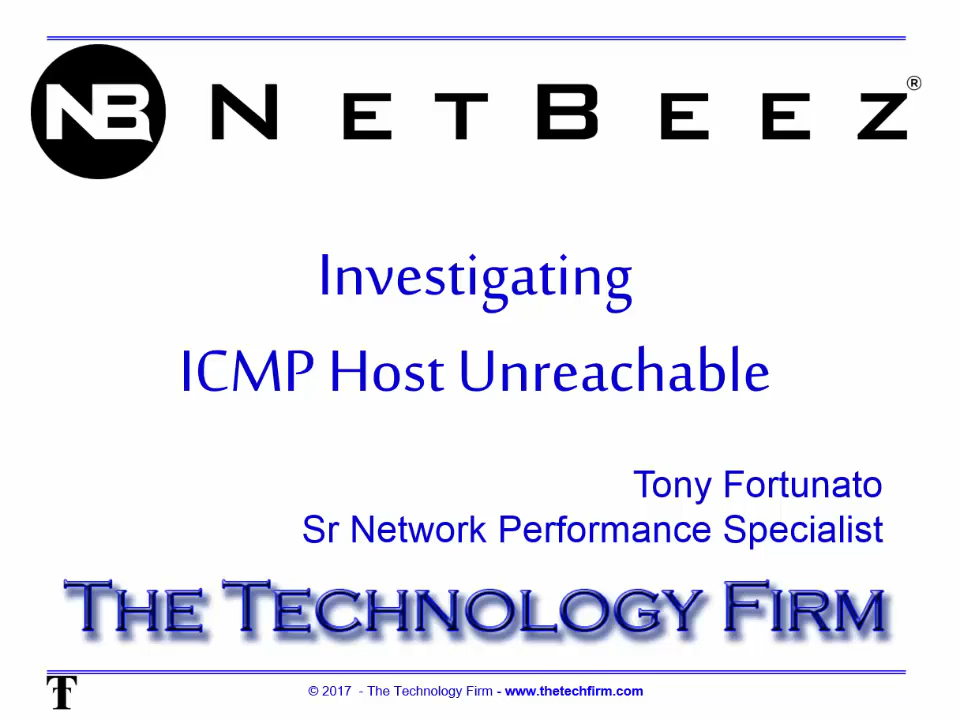 NB NETBEEZ®
Investigating
ICMP Host Unreachable
Tony Fortunato
Sr Network Performance Specialist
THE TECHNOLOGY FIRM
T © 2017 - The Technology Firm - www.thetechfirm.com